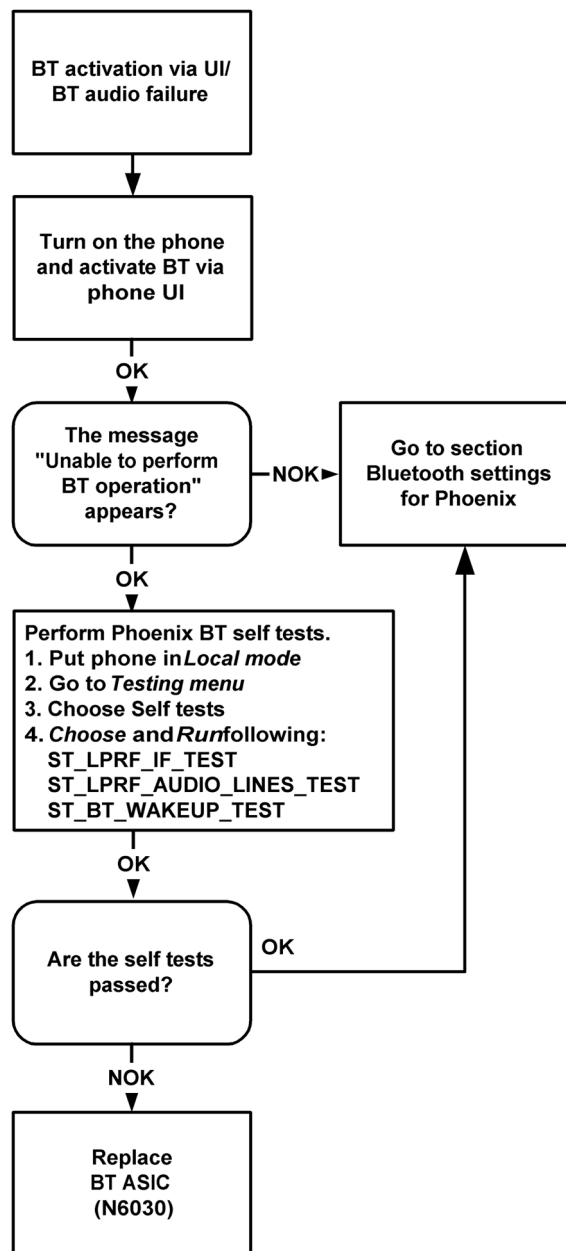 BT activation via UI/
BT audio failure
Turn on the phone
and activate BT via
phone UI
OK
The message
"Unable to perform
BT operation"
appears?
NOK
Go to section
Bluetooth settings
for Phoenix
OK
Perform Phoenix BT self tests.
1. Put phone in Local mode
2. Go to Testing menu
3. Choose Self tests
4. Choose and Run following:
ST_LPRF_IF_TEST
ST_LPRF_AUDIO_LINES_TEST
ST_BT_WAKEUP_TEST
OK
Are the self tests
passed?
OK
NOK
Replace
BT ASIC
(N6030)